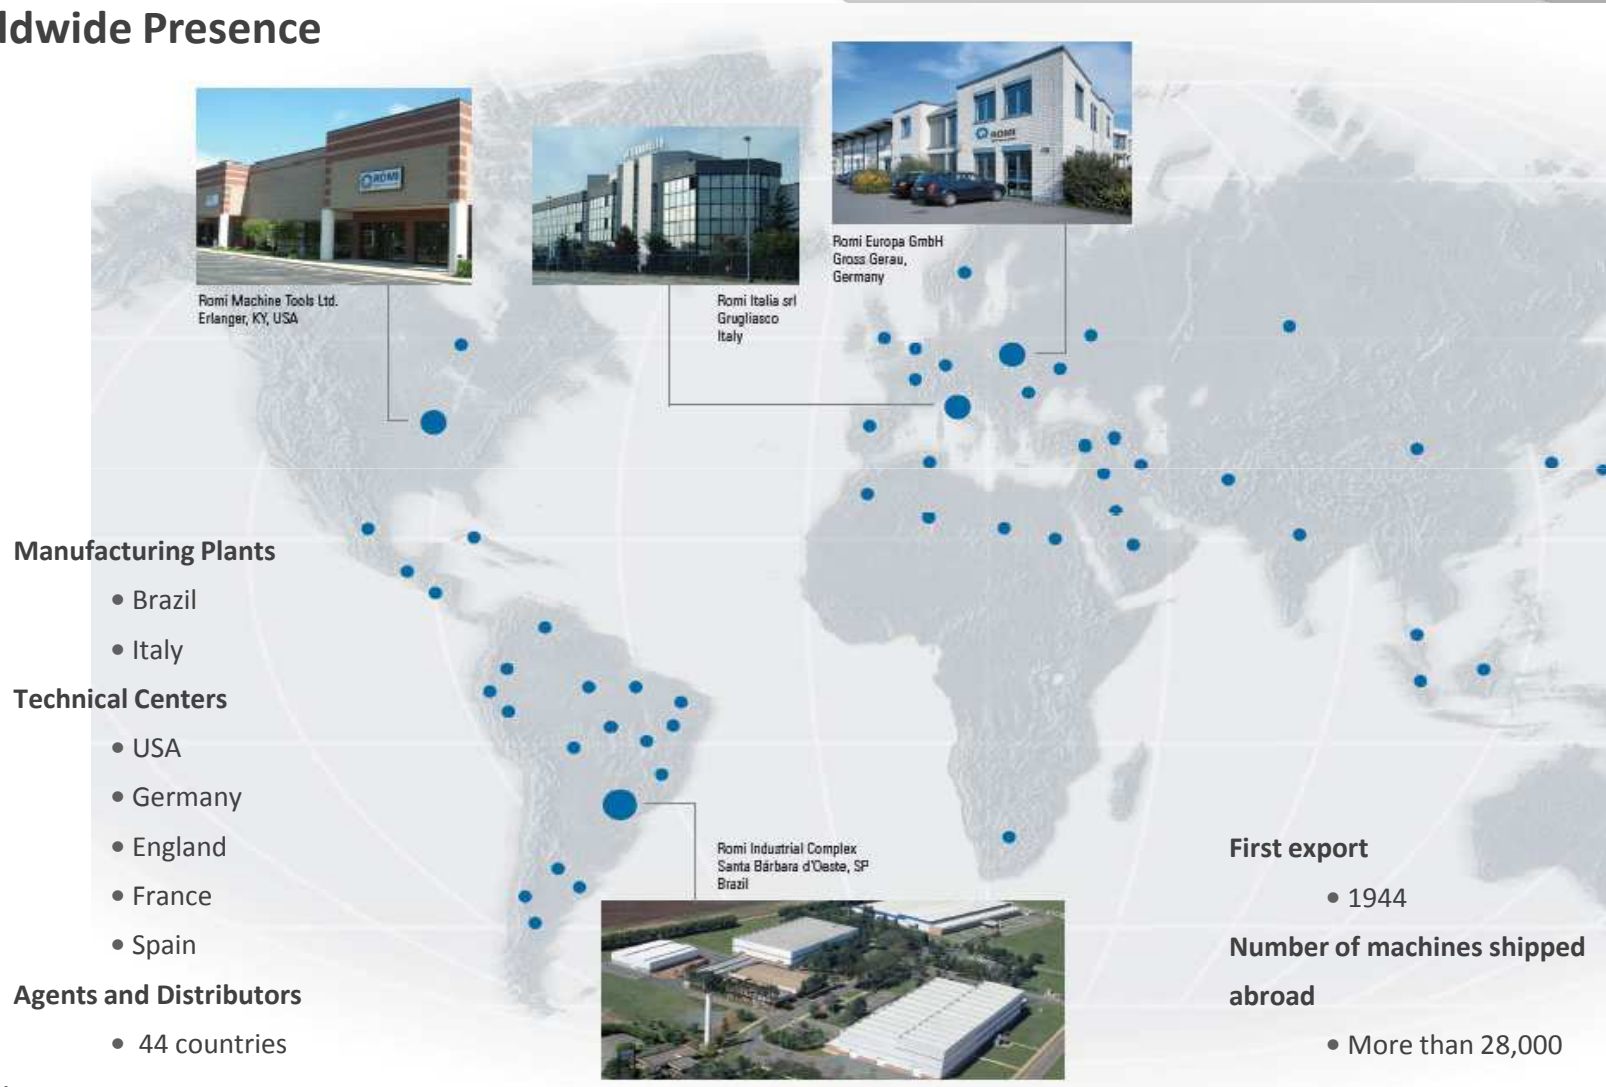 ldwide Presence
ROMI
ROMI
Romi Europa GmbH
Gross Gerau,
Germany
Romi Machine Tools Ltd.
Erlanger, KY, USA
Romi Italia srl
Grugliasco
Italy
Manufacturing Plants
• Brazil
• Italy
Technical Centers
• USA
• Germany
• England
• France
• Spain
Agents and Distributors
• 44 countries
Romi Industrial Complex
Santa Bárbara d'Oeste, SP
Brazil
First export
• 1944
Number of machines shipped
abroad
• More than 28,000